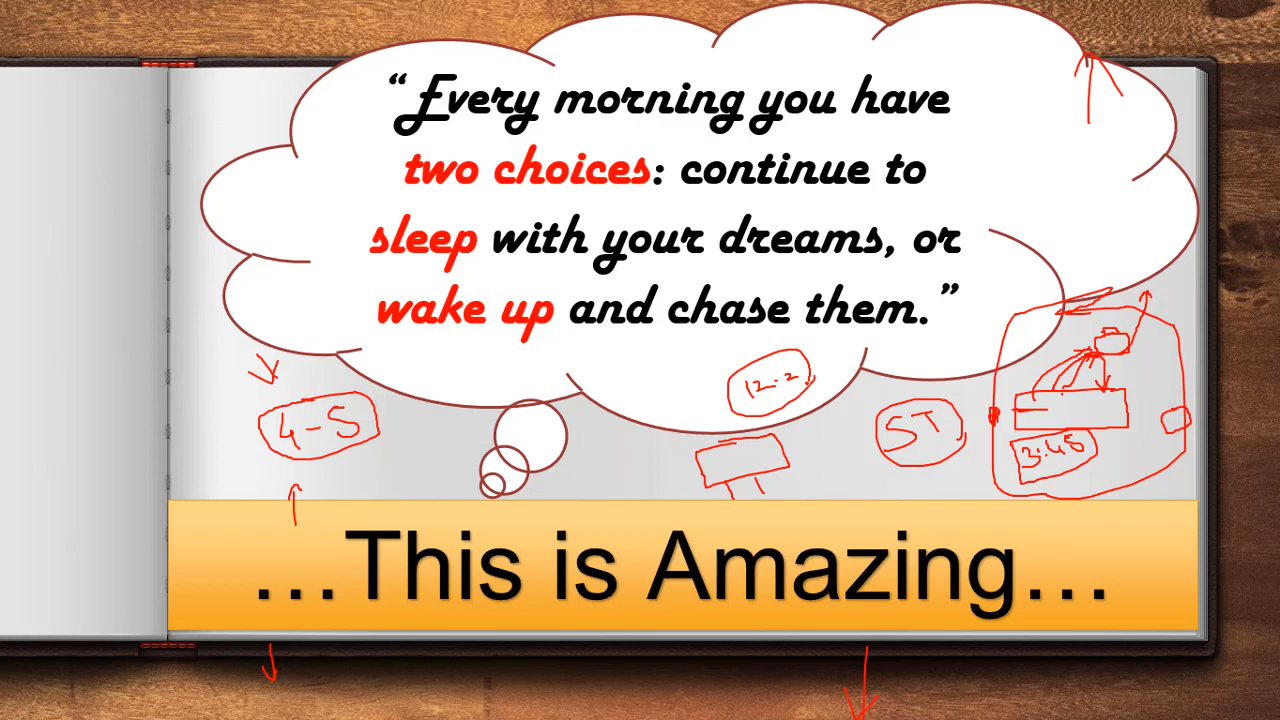 “Every morning you have
two choices: continue to
sleep with your dreams, or
wake up and chase them.”
12-2
4-5
ST
3:45
...This is Amazing...